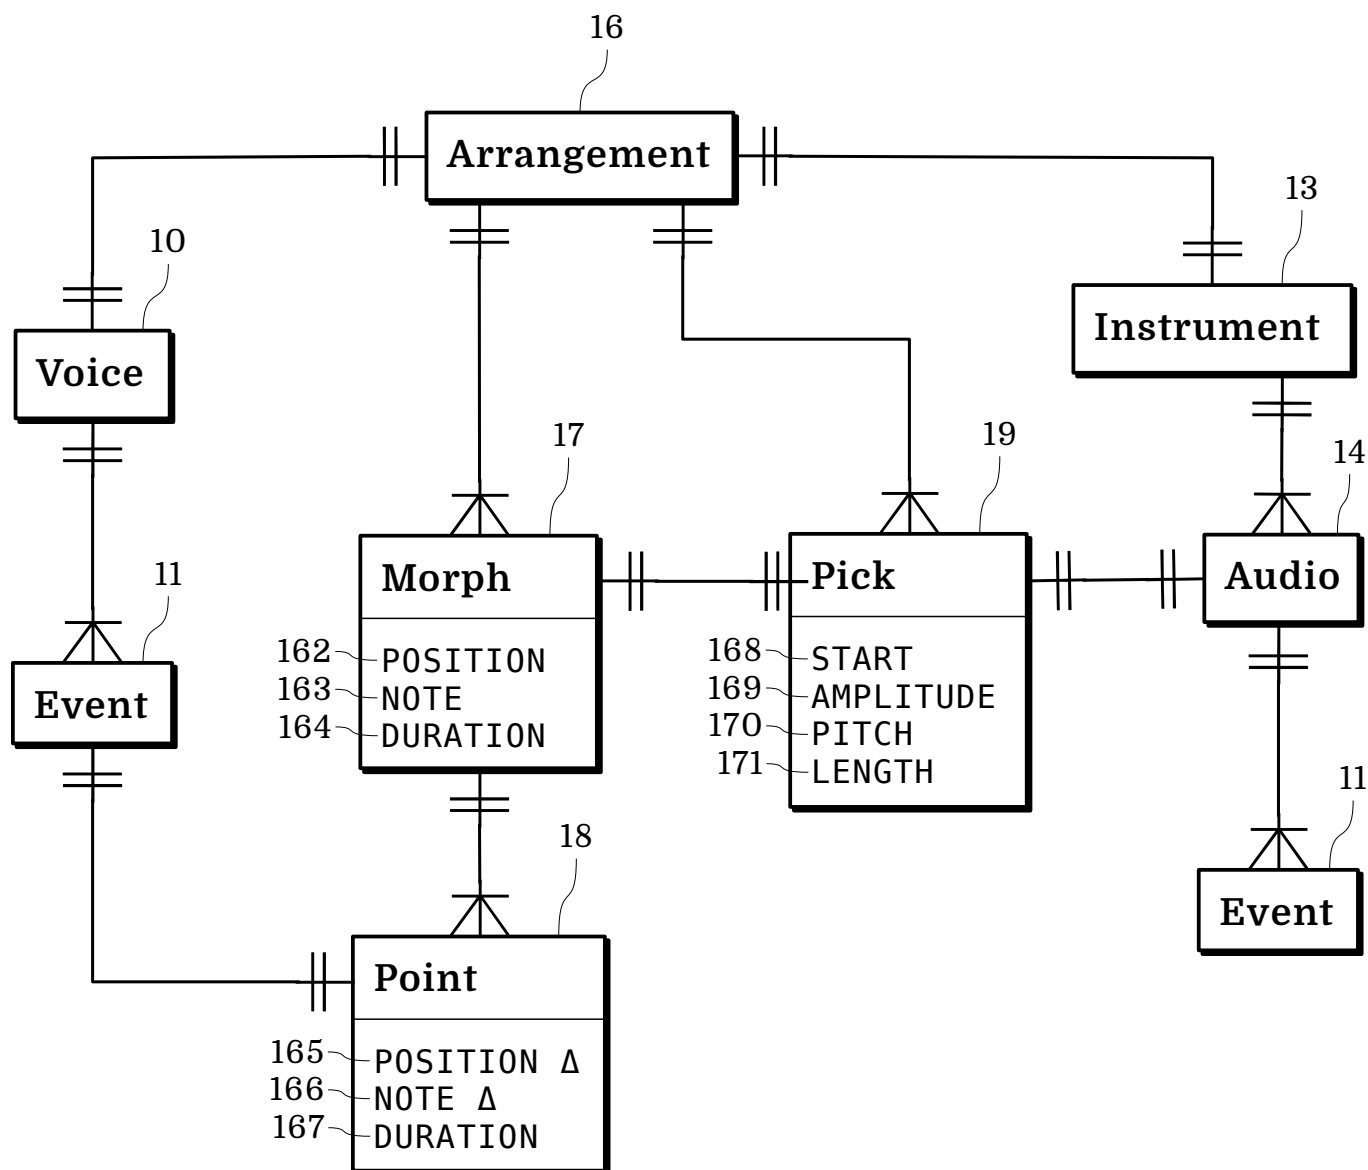 16
Arrangement
13
10
Instrument
Voice
17
19
14
11
Morph
Pick
Audio
162 POSITION
163 NOTE
164 DURATION
168 START
169 AMPLITUDE
170 PITCH
171 LENGTH
Event
11
18
Event
Point
165 POSITION Δ
166 NOTE Δ
167 DURATION